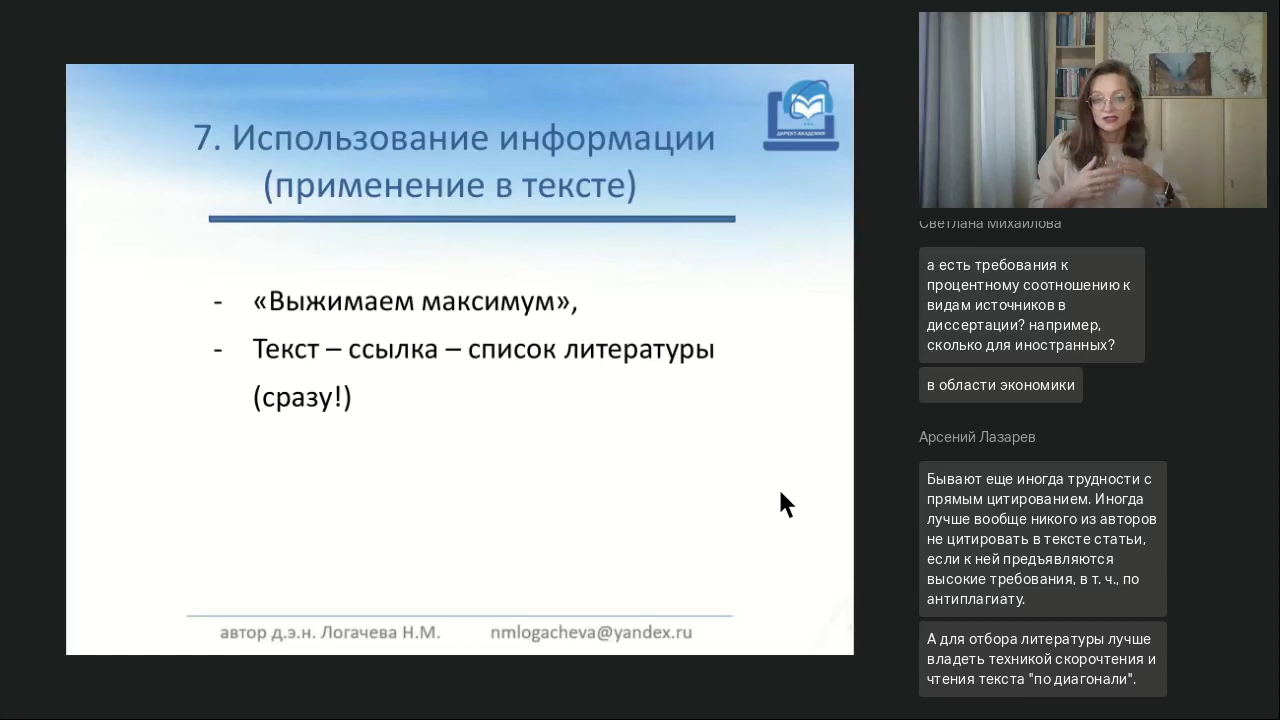 ДИРЕКТ-АКАДЕМИЯ
7. Использование информации
(применение в тексте)
- «Выжимаем максимум»,
- Текст – ссылка – список литературы
(сразу!)
автор д.э.н. Логачева Н.М. nmlogacheva@yandex.ru
Светлана Михайлова
а есть требования к
процентному соотношению к
видам источников в
диссертации? например,
сколько для иностранных?
в области экономики
Арсений Лазарев
Бывают еще иногда трудности с
прямым цитированием. Иногда
лучше вообще никого из авторов
не цитировать в тексте статьи,
если к ней предъявляются
высокие требования, в т. ч., по
антиплагиату.
А для отбора литературы лучше
владеть техникой скорочтения и
чтения текста "по диагонали".